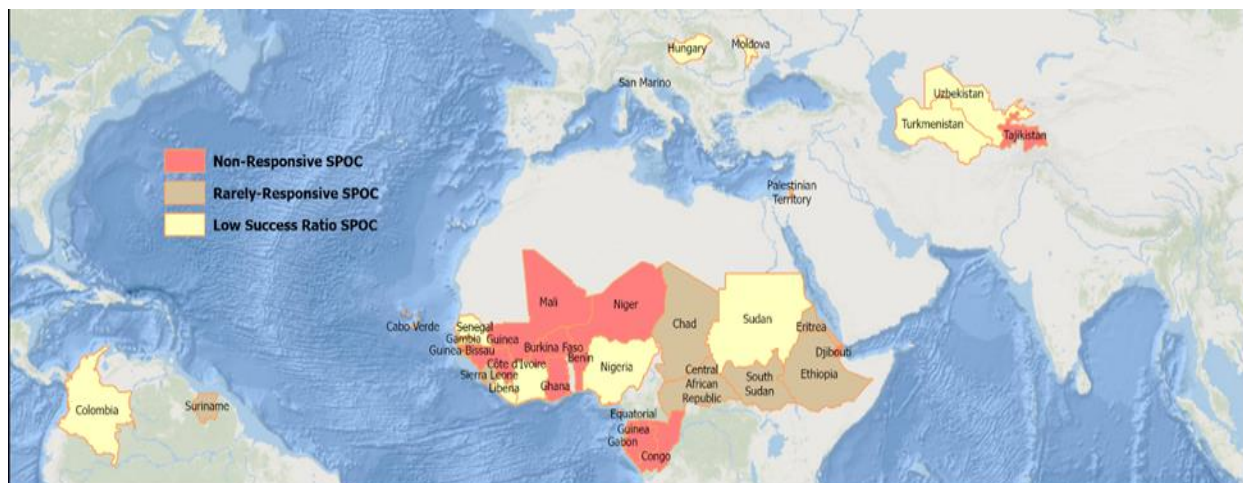 Hungary
Moldova
San Marino
Uzbekistan
Turkmenistan
Tajikistan
Non-Responsive SPOC
Rarely-Responsive SPOC
Low Success Ratio SPOC
Palestinian
Territory
Mali
Niger
Chad
Sudan
Eritrea
Cabo Verde
Senegal
Gambia
Guinea
Guinea-Bissau
Burkina Faso
Benin
Djibouti
Côte d'Ivoire
Sierra Leone
Liberia
Ghana
Nigeria
Central
African
Republic
South
Sudan
Ethiopia
Colombia
Suriname
Equatorial
Guinea
Gabon
Congo